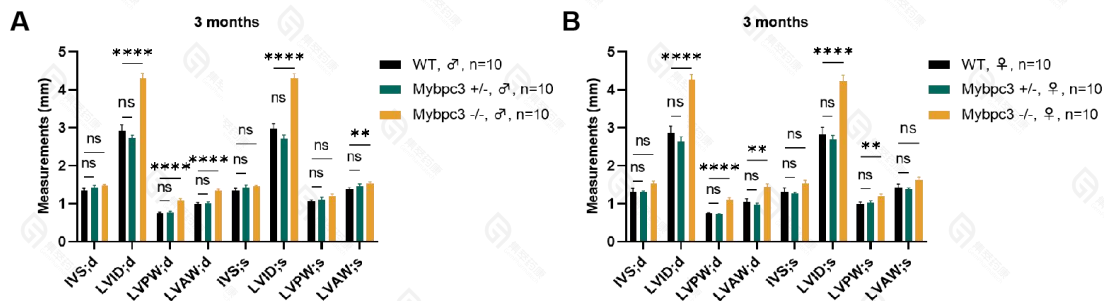 A
3 months
Measurements (mm)
5
4
3
2
1
0
ns
ns
****
ns
****
ns
****
ns
ns
ns
****
ns
ns
ns
**
ns
IVS;d
LVID;d
LVPW;d
LVAW;d
IVS;s
LVID;s
LVPW;s
LVAW;s
WT, ♂, n=10
Mybpc3 +/-, ♂, n=10
Mybpc3 -/-, ♂, n=10
B
3 months
Measurements (mm)
5
4
3
2
1
0
ns
ns
****
ns
****
ns
**
ns
ns
ns
****
ns
**
ns
ns
ns
IVS;d
LVID;d
LVPW;d
LVAW;d
IVS;s
LVID;s
LVPW;s
LVAW;s
WT, ♀, n=10
Mybpc3 +/-, ♀, n=10
Mybpc3 -/-, ♀, n=10